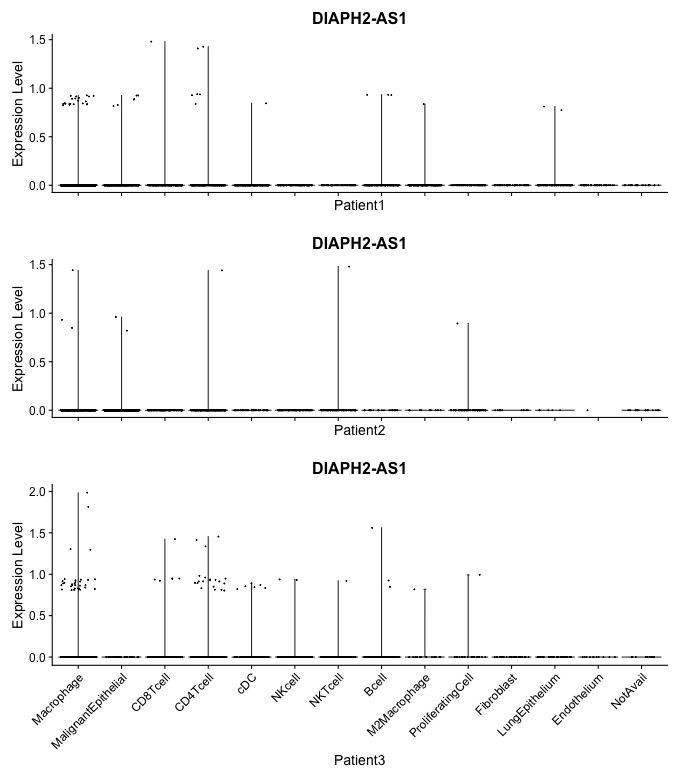 DIAPH2-AS1
Expression Level
1.5
1.0
0.5
0.0
Patient1
DIAPH2-AS1
Expression Level
1.5
1.0
0.5
0.0
Patient2
DIAPH2-AS1
Expression Level
2.0
1.5
1.0
0.5
0.0
Macrophage
MalignantEpithelial
CD8Tcell
CD4Tcell
cDC
NKcell
NKTcell
Bcell
M2Macrophage
ProliferatingCell
Fibroblast
LungEpithelium
Endothelium
NotAvail
Patient3